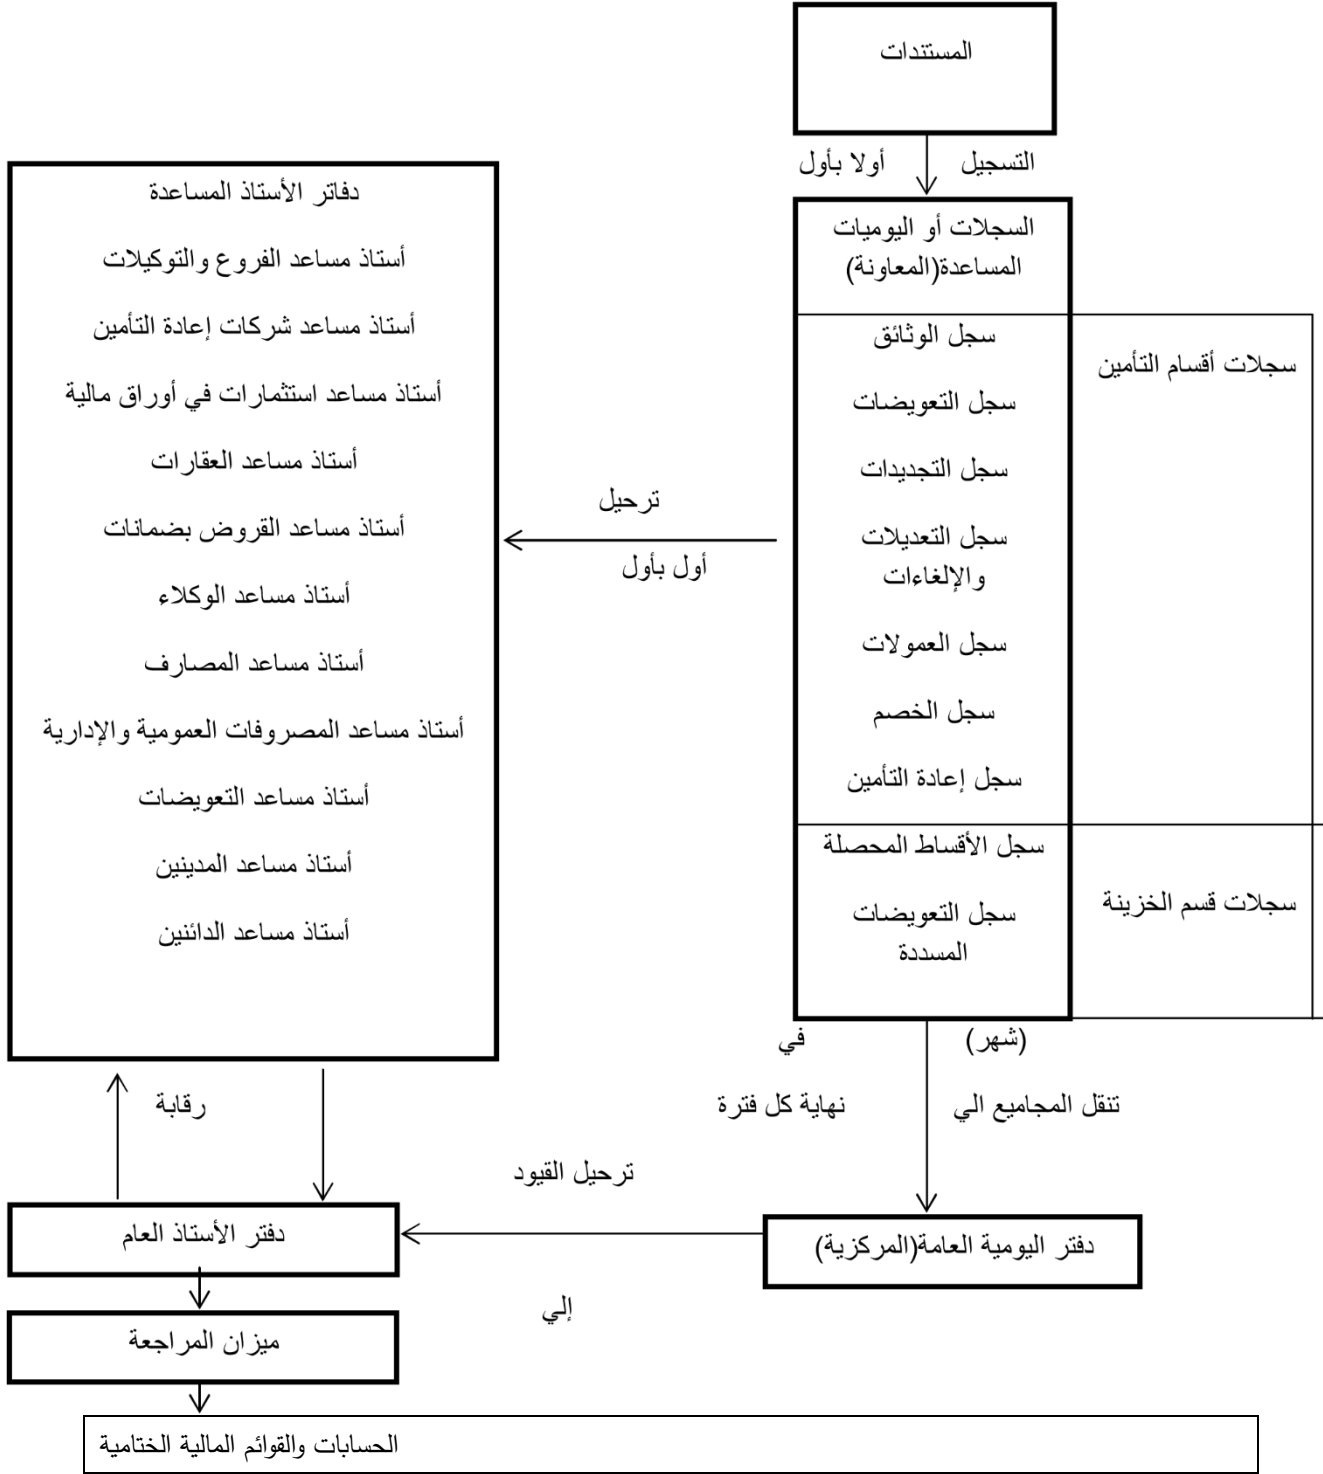 المستندات
التسجيل
أولا بأول
السجلات أو اليوميات
المساعدة(المعاونة)
سجلات أقسام التأمين
سجل الوثائق
سجل التعويضات
سجل التجديدات
سجل التعديلات
والإلغاءات
سجل العمولات
سجل الخصم
سجل إعادة التأمين
سجلات قسم الخزينة
سجل الأقساط المحصلة
سجل التعويضات
المسددة
ترحيل
أول بأول
دفاتر الأستاذ المساعدة
أستاذ مساعد الفروع والتوكيلات
أستاذ مساعد شركات إعادة التأمين
أستاذ مساعد استثمارات في أوراق مالية
أستاذ مساعد العقارات
أستاذ مساعد القروض بضمانات
أستاذ مساعد الوكلاء
أستاذ مساعد المصارف
أستاذ مساعد المصروفات العمومية والإدارية
أستاذ مساعد التعويضات
أستاذ مساعد المدينين
أستاذ مساعد الدائنين
(شهر)
في
تنقل المجاميع الي
نهاية كل فترة
رقابة
ترحيل القيود
إلي
دفتر اليومية العامة(المركزية)
دفتر الأستاذ العام
ميزان المراجعة
الحسابات والقوائم المالية الختامية